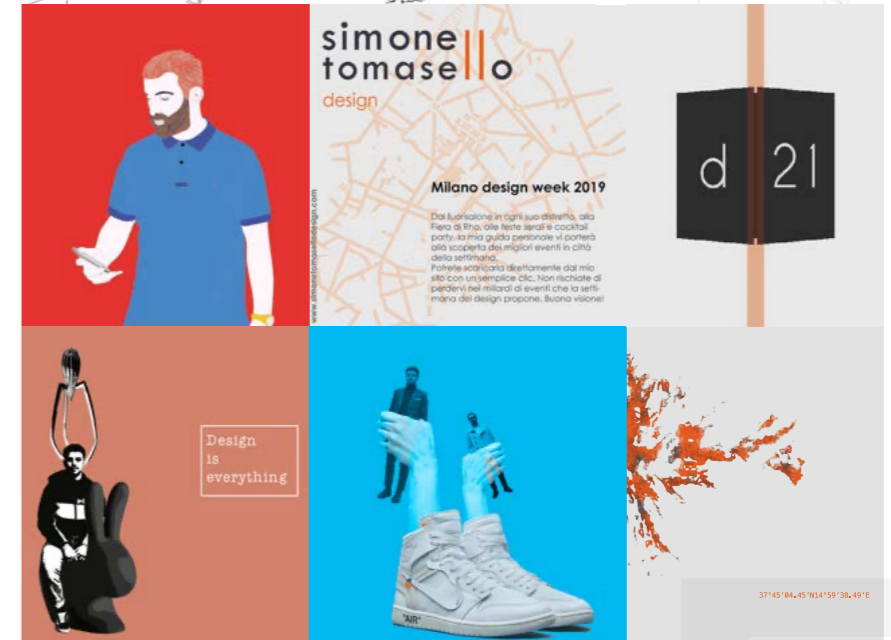 simone
tomasello
design
Milano design week 2019
Dal fuorisalone in ogni suo distretto, alla
Fiera di Rho, alle feste serali e cocktail
party, la mia guida personale vi porterà
alla scoperta dei migliori eventi in città
della settimana.
Potrete scaricarla direttamente dal mio
sito con un semplice clic. Non rischiate di
perdervi nei miliardi di eventi che la setti-
mana del design propone. Buona visione!
www.simonetomasellodesign.com
d 21
Design
is
everything
"AIR"
37°45'04.45"N14°59'38.49"E